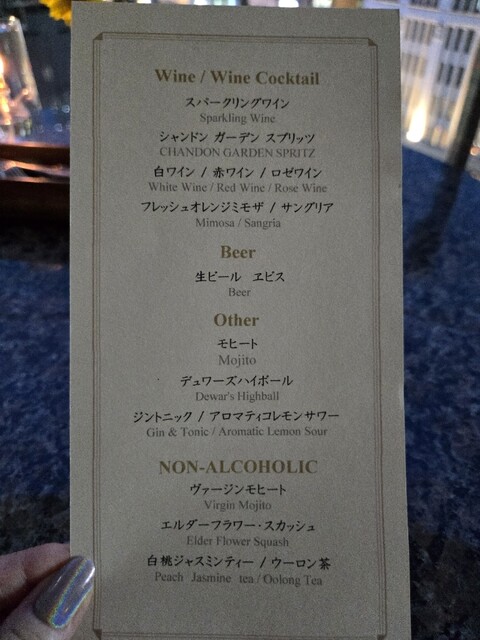 Wine / Wine Cocktail
スパークリングワイン
Sparkling Wine
シャンドン ガーデン スプリッツ
CHANDON GARDEN SPRITZ
白ワイン / 赤ワイン / ロゼワイン
White Wine / Red Wine / Rose Wine
フレッシュオレンジミモザ / サングリア
Mimosa / Sangria
Beer
生ビール ヱビス
Beer
Other
モヒート
Mojito
デュワーズハイボール
Dewar's Highball
ジントニック / アロマティコレモンサワー
Gin & Tonic / Aromatic Lemon Sour
NON-ALCOHOLIC
ヴァージンモヒート
Virgin Mojito
エルダーフラワー・スカッシュ
Elder Flower Squash
白桃ジャスミンティー / ウーロン茶
Peach Jasmine tea / Oolong Tea